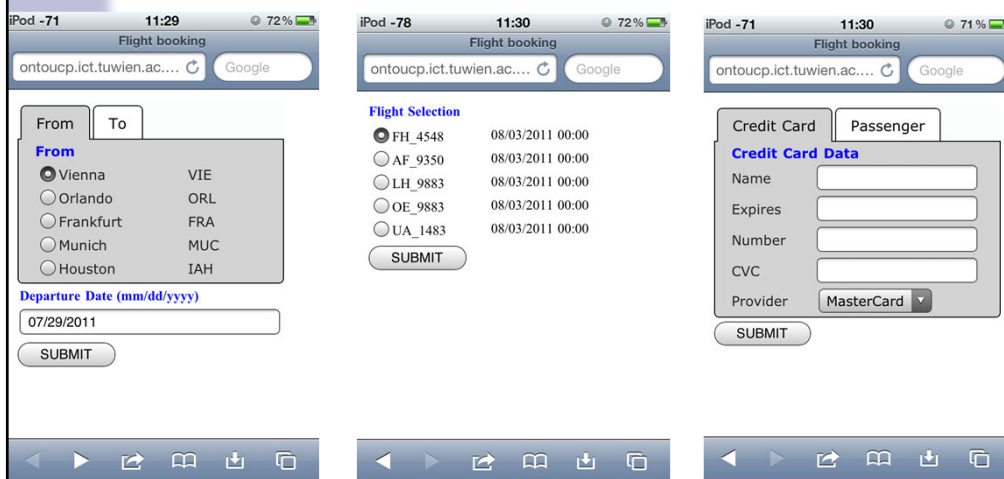 iPod -71 11:29 72%
Flight booking
ontoucp.ict.tuwien.ac.... Google
From To
From
Vienna VIE
Orlando ORL
Frankfurt FRA
Munich MUC
Houston IAH
Departure Date (mm/dd/yyyy)
07/29/2011
SUBMIT
iPod -78 11:30 72%
Flight booking
ontoucp.ict.tuwien.ac.... Google
Flight Selection
FH_4548 08/03/2011 00:00
AF_9350 08/03/2011 00:00
LH_9883 08/03/2011 00:00
OE_9883 08/03/2011 00:00
UA_1483 08/03/2011 00:00
SUBMIT
iPod -71 11:30 71%
Flight booking
ontoucp.ict.tuwien.ac.... Google
Credit Card Passenger
Credit Card Data
Name
Expires
Number
CVC
Provider MasterCard
SUBMIT